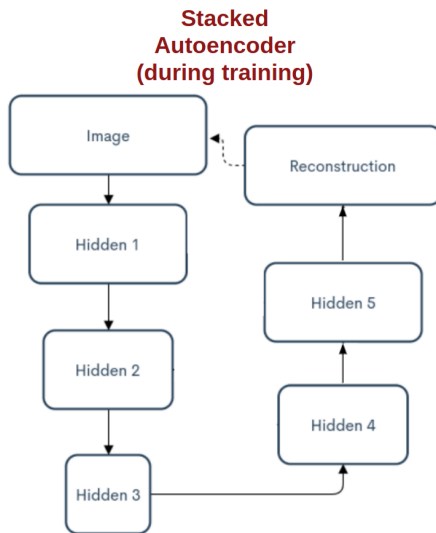 Stacked
Autoencoder
(during training)
Image
Reconstruction
Hidden 1
Hidden 5
Hidden 2
Hidden 4
Hidden 3